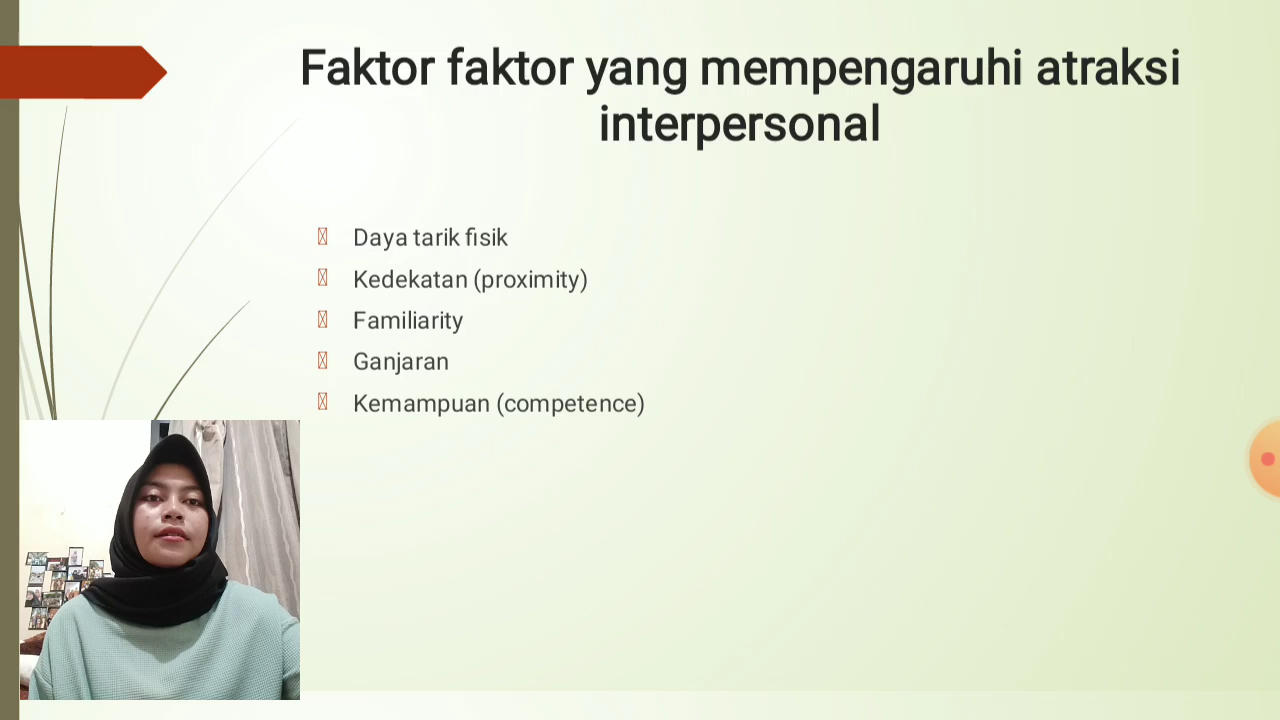 Faktor faktor yang mempengaruhi atraksi
interpersonal
Daya tarik fisik
Kedekatan (proximity)
Familiarity
Ganjaran
Kemampuan (competence)